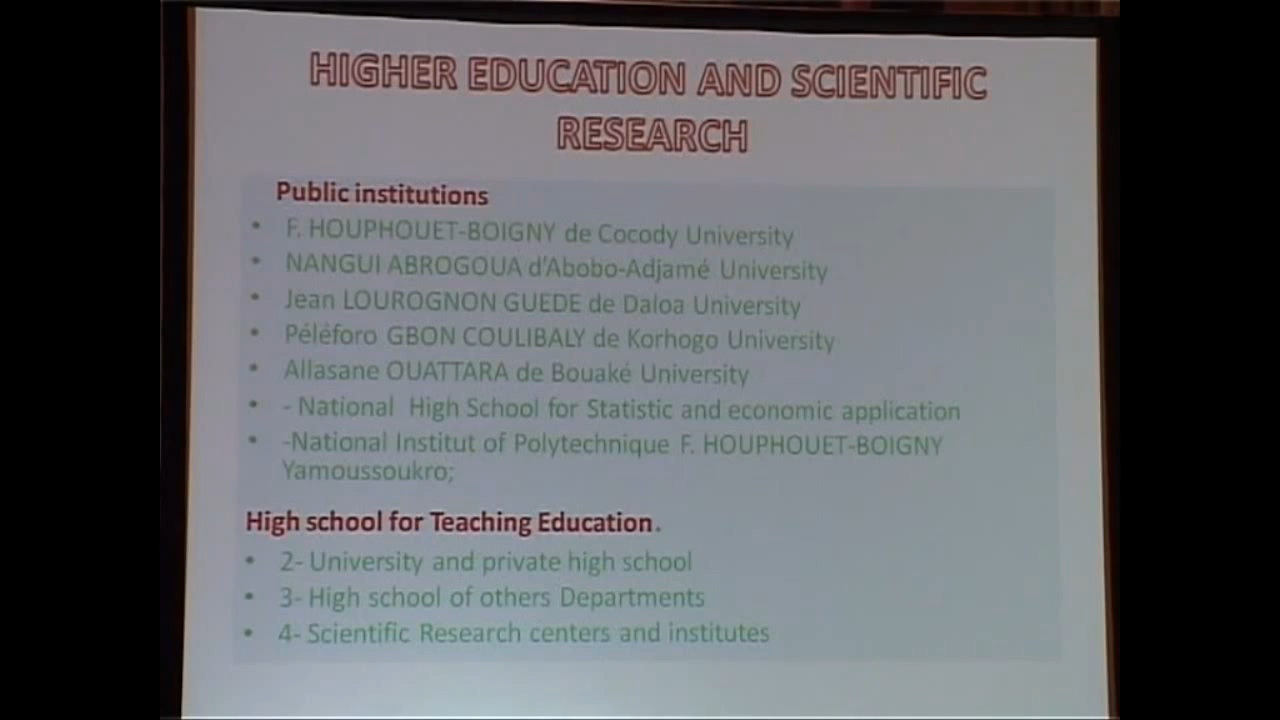 HIGHER EDUCATION AND SCIENTIFIC
RESEARCH
Public institutions
• F. HOUPHOUET-BOIGNY de Cocody University
• NANGUI ABROGOUA d'Abobo-Adjamé University
• Jean LOUROGNON GUEDE de Daloa University
• Péléforo GBON COULIBALY de Korhogo University
• Allasane OUATTARA de Bouaké University
• - National High School for Statistic and economic application
• -National Institut of Polytechnique F. HOUPHOUET-BOIGNY
Yamoussoukro;
High school for Teaching Education.
• 2- University and private high school
• 3- High school of others Departments
• 4- Scientific Research centers and institutes